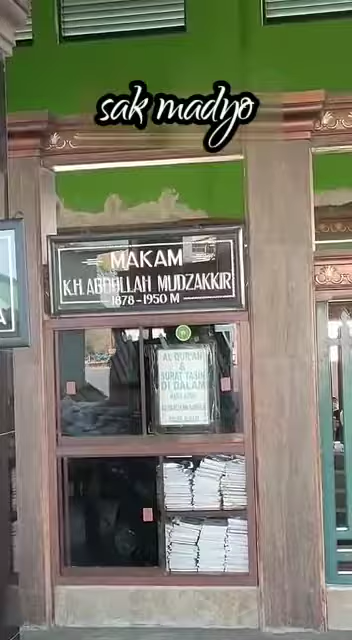 sak madyo
MAKAM
K.H. ABDULLAH MUDZAKKIR
1878-1950 M
A
AL QUR'AN
&
SURAT YASIN
DI DALAM